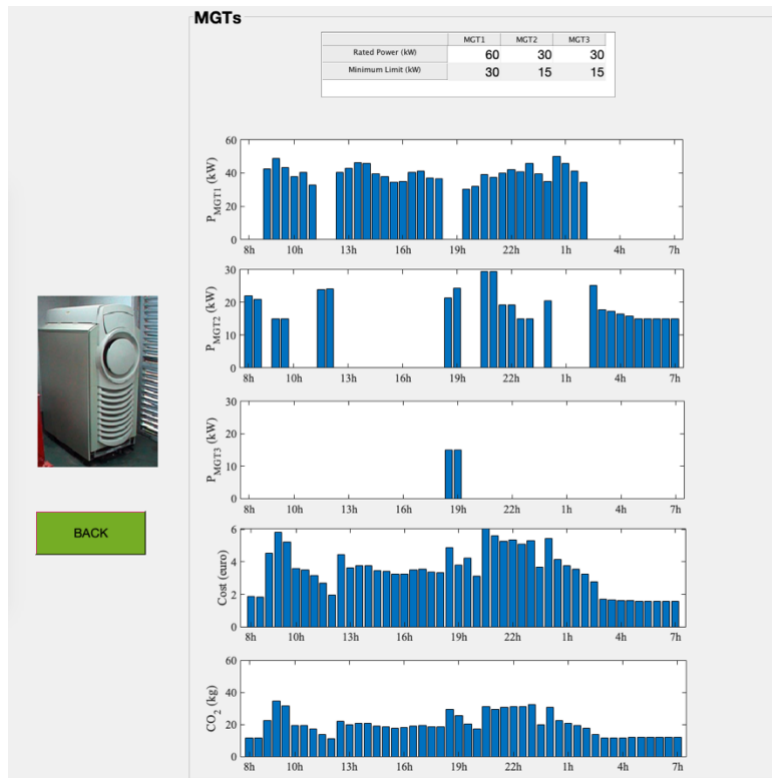 MGTs
MGT1 MGT2 MGT3
Rated Power (kW) 60 30 30
Minimum Limit (kW) 30 15 15
60
40
20
0
P_MGT1 (kW)
8h 10h 13h 16h 19h 22h 1h 4h 7h
30
20
10
0
P_MGT2 (kW)
8h 10h 13h 16h 19h 22h 1h 4h 7h
30
20
10
0
P_MGT3 (kW)
8h 10h 13h 16h 19h 22h 1h 4h 7h
BACK
6
4
2
0
Cost (euro)
8h 10h 13h 16h 19h 22h 1h 4h 7h
60
40
20
0
CO_2 (kg)
8h 10h 13h 16h 19h 22h 1h 4h 7h